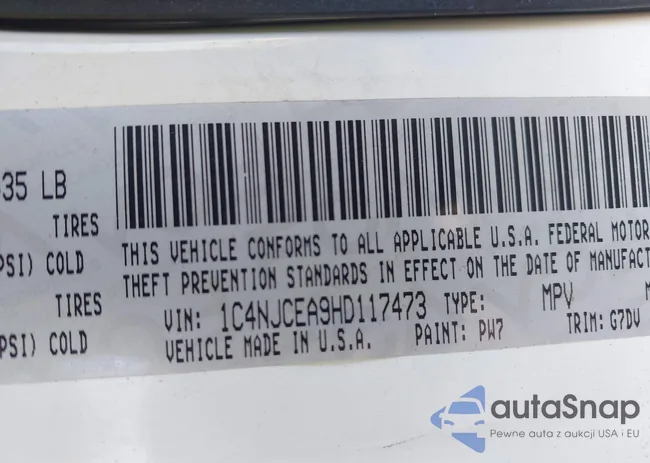 35 LB
TIRES
PSI) COLD
TIRES
PSI) COLD
THIS VEHICLE CONFORMS TO ALL APPLICABLE U.S.A. FEDERAL MOTOR
THEFT PREVENTION STANDARDS IN EFFECT ON THE DATE OF MANUFACT
VIN: 1C4NJCEA9HD117473 TYPE: MPV M
VEHICLE MADE IN U.S.A. PAINT: PW7 TRIM: G7DV
autaSnap
Pewne auta z aukcji USA i EU